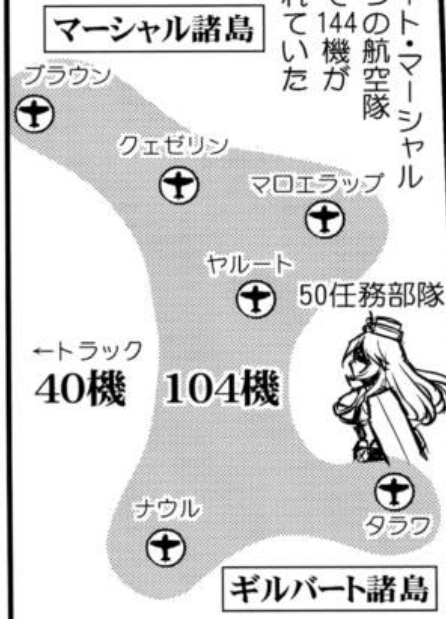 ト・マーシャル
の航空隊
144機が
れていた
マーシャル諸島
ブラウン
クェゼリン
マロエラップ
ヤルート
50任務部隊
←トラック
40機
104機
ナウル
タラワ
ギルバート諸島